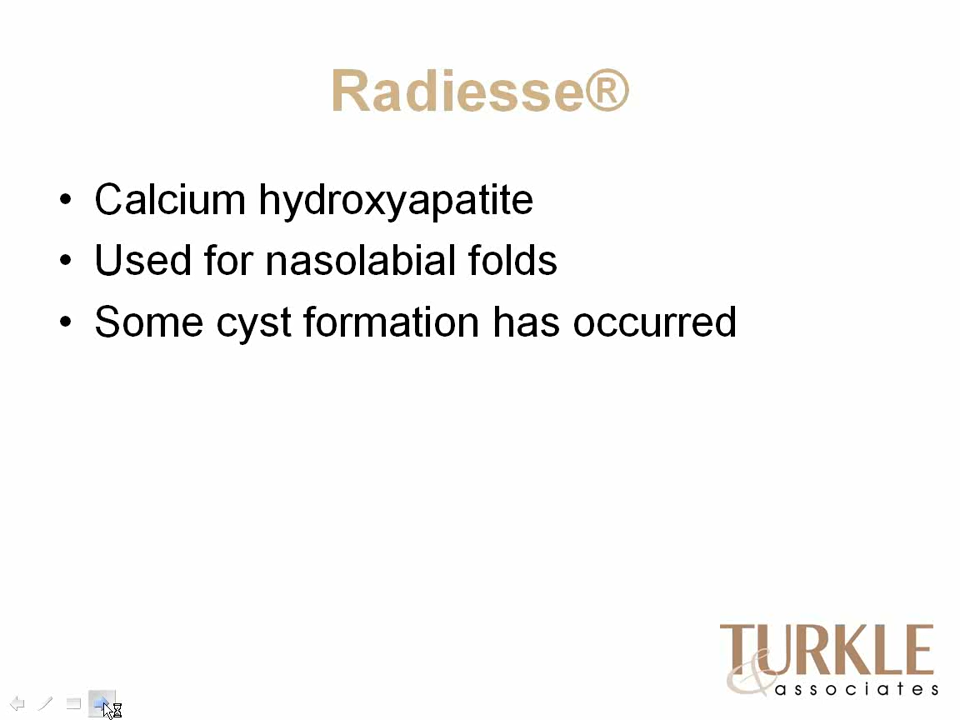 Radiesse®
• Calcium hydroxyapatite
• Used for nasolabial folds
• Some cyst formation has occurred
TURKLE
& associates